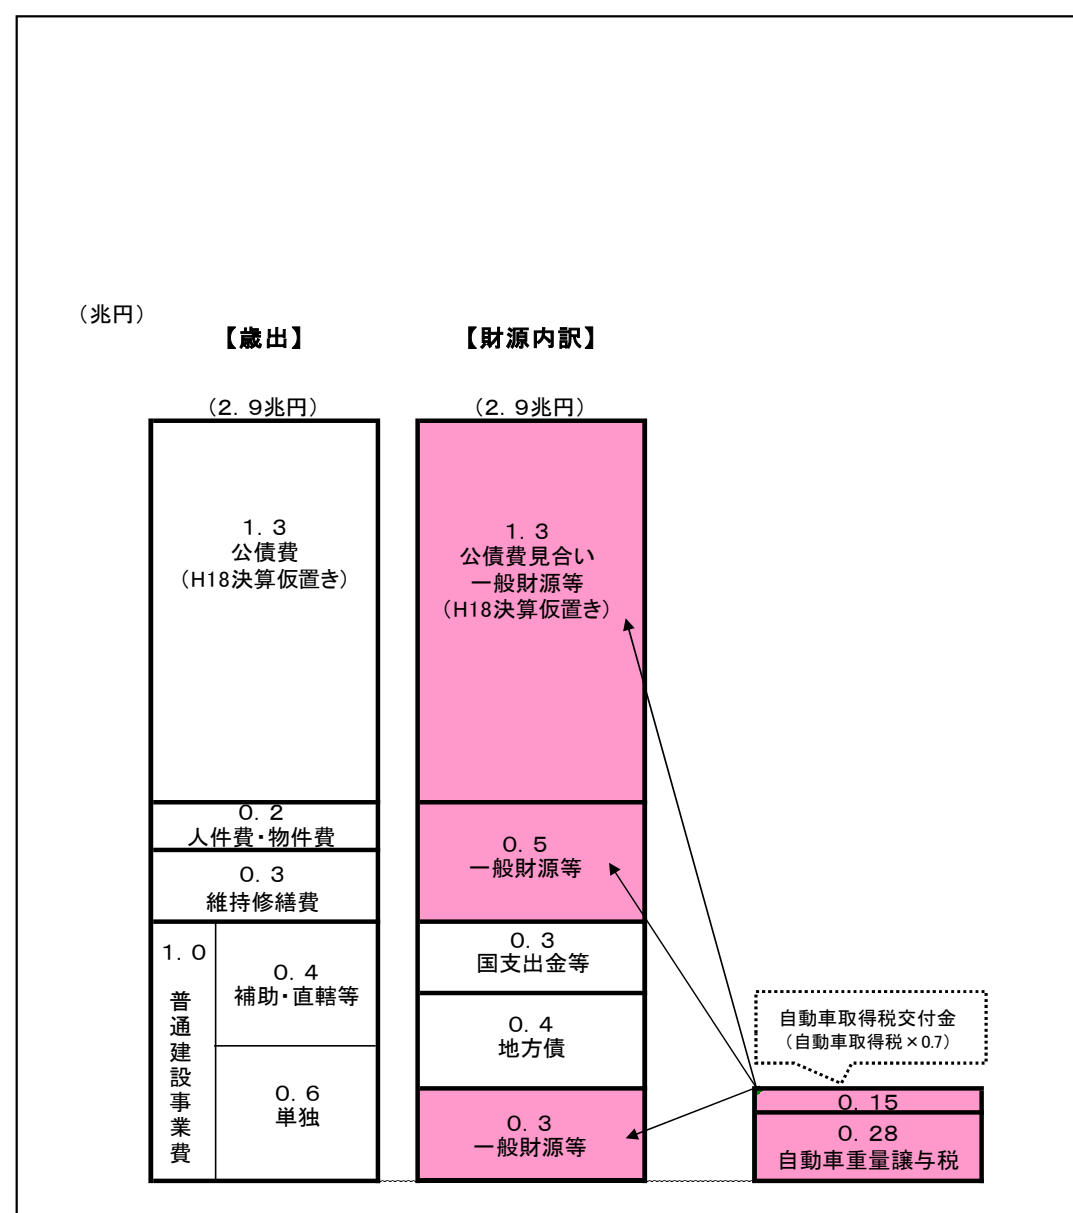 （兆円）
【歳出】
【財源内訳】
（２．９兆円）
（２．９兆円）
１．３
公債費
（H18決算仮置き）
１．３
公債費見合い
一般財源等
（H18決算仮置き）
０．２
人件費・物件費
０．３
維持修繕費
０．５
一般財源等
１．０
普通建設事業費
０．４
補助・直轄等
０．６
単独
０．３
国支出金等
０．４
地方債
０．３
一般財源等
自動車取得税交付金
（自動車取得税×0.7）
０．１５
０．２８
自動車重量譲与税